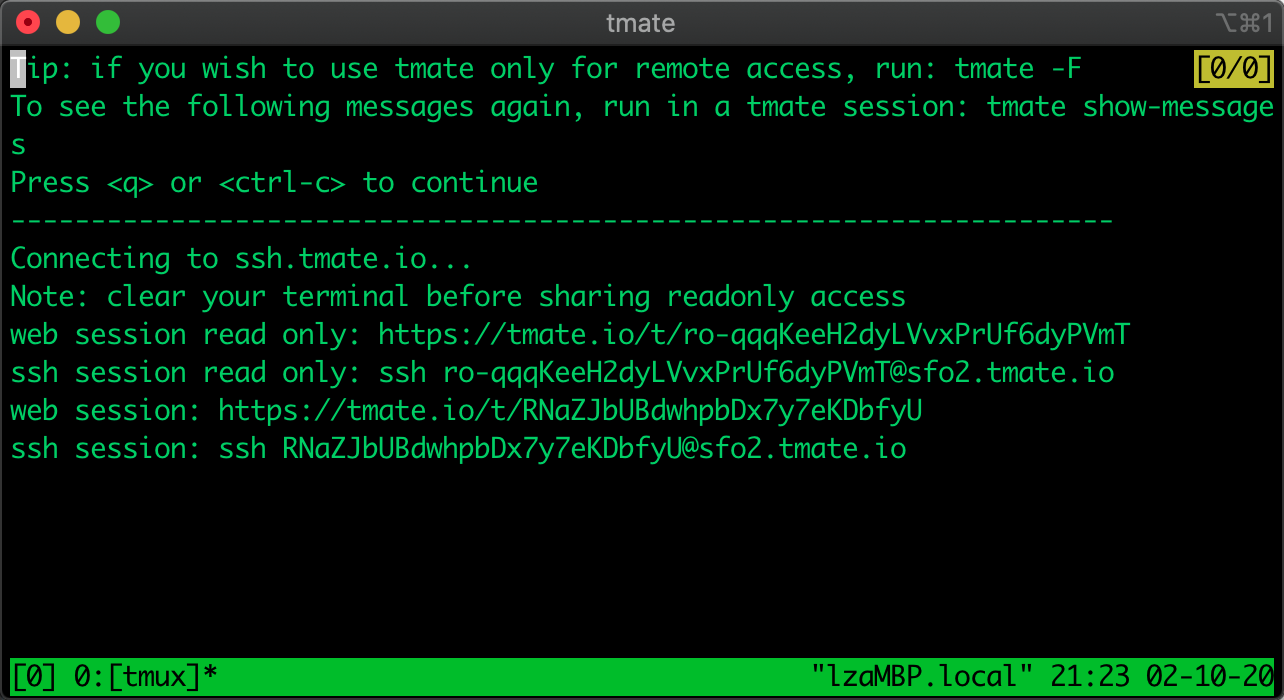 tmate
⌥⌘1
Tip: if you wish to use tmate only for remote access, run: tmate -F [0/0]
To see the following messages again, run in a tmate session: tmate show-message
s
Press <q> or <ctrl-c> to continue
---------------------------------------------------------------------
Connecting to ssh.tmate.io...
Note: clear your terminal before sharing readonly access
web session read only: https://tmate.io/t/ro-qqqKeeH2dyLVvxPrUf6dyPVmT
ssh session read only: ssh ro-qqqKeeH2dyLVvxPrUf6dyPVmT@sfo2.tmate.io
web session: https://tmate.io/t/RNaZJbUBdwhpbDx7y7eKDbfyU
ssh session: ssh RNaZJbUBdwhpbDx7y7eKDbfyU@sfo2.tmate.io
[0] 0:[tmux]* "lzaMBP.local" 21:23 02-10-20